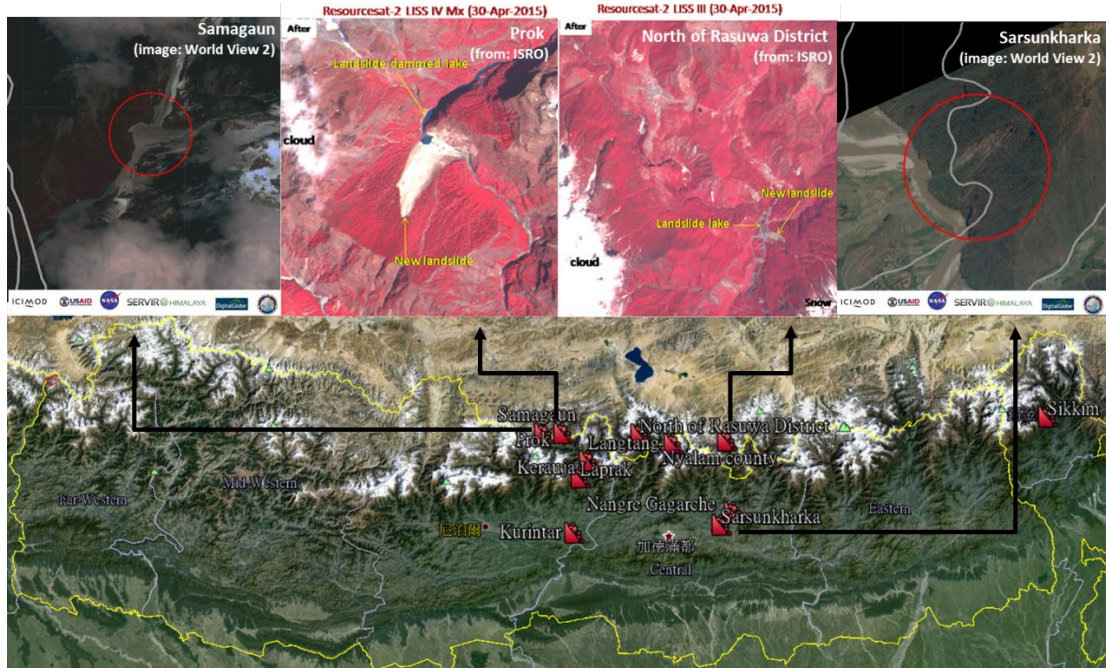 Samagaun
(image: World View 2)
ICIMOD
USAID
NASA
SERVIR HIMALAYA
DigitalGlobe
Resourcesat-2 LISS IV Mx (30-Apr-2015)
After
Prok
(from: ISRO)
Landslide dammed lake
cloud
New landslide
Resourcesat-2 LISS III (30-Apr-2015)
After
North of Rasuwa District
(from: ISRO)
Landslide lake
New landslide
cloud
Snow
Sarsunkharka
(image: World View 2)
ICIMOD
USAID
NASA
SERVIR HIMALAYA
DigitalGlobe
Samagaun
North of Rasuwa District
Sikkim
Prok
Langtang
Nyalam county
Kerauja
Laprak
Far-Western
Mid-Western
Nangre Gagarche
Eastern
尼泊爾
Kurintar
Sarsunkharka
加德滿都
Central